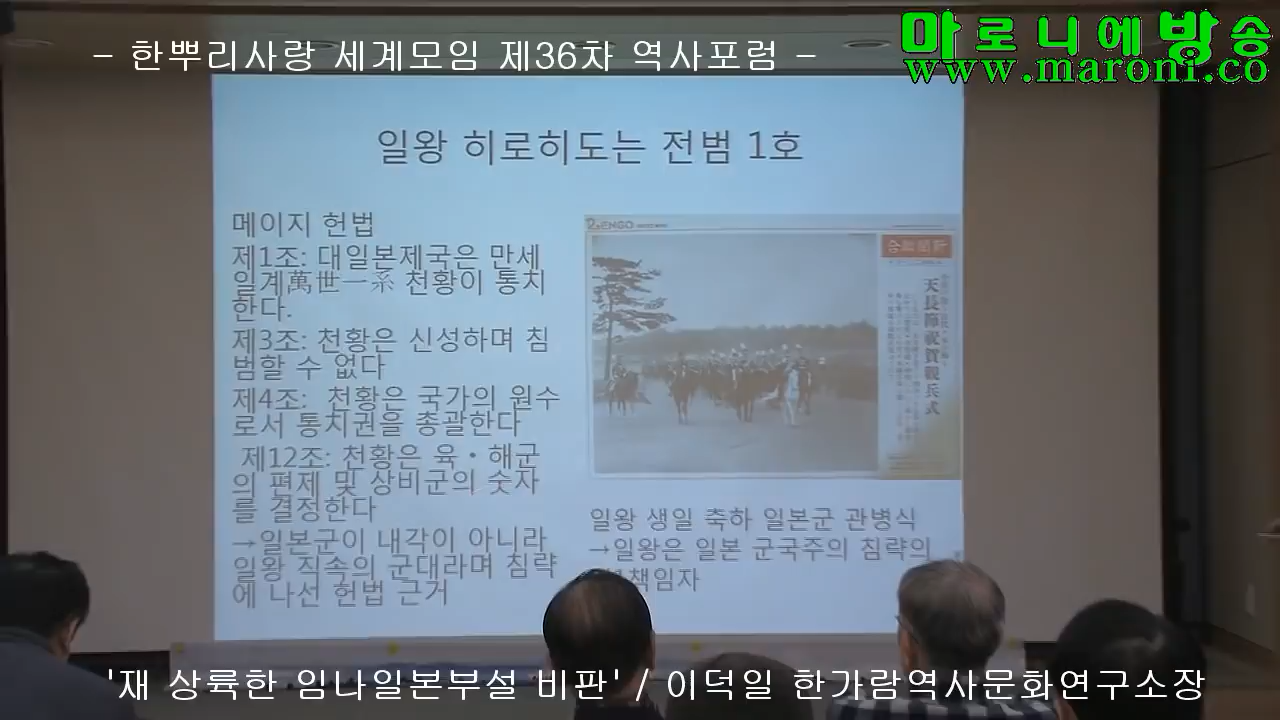 - 한뿌리사랑 세계모임 제36차 역사포럼 -
마로니에방송
www.maroni.co
일왕 히로히도는 전범 1호
메이지 헌법
제1조: 대일본제국은 만세
일계萬世一系 천황이 통치
한다.
제3조: 천황은 신성하며 침
범할 수 없다
제4조: 천황은 국가의 원수
로서 통치권을 총괄한다
제12조: 천황은 육·해군
의 편제 및 상비군의 숫자
를 결정한다
→일본군이 내각이 아니라
일왕 직속의 군대라며 침략
에 나선 헌법 근거
天長節祝賀觀兵式
일왕 생일 축하 일본군 관병식
→일왕은 일본 군국주의 침략의
책임자
'재 상륙한 임나일본부설 비판' / 이덕일 한가람역사문화연구소장